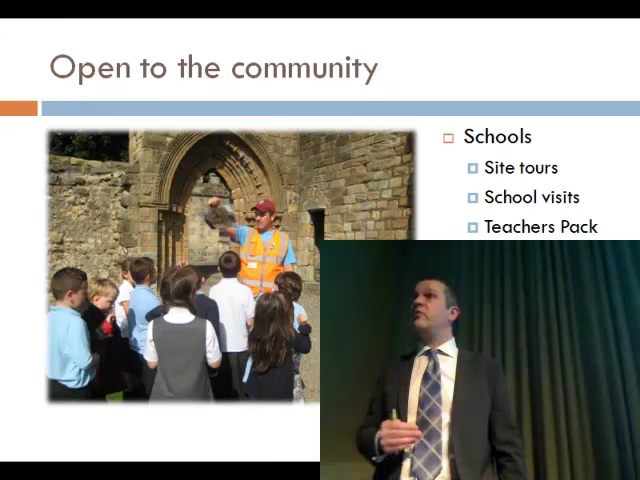 Open to the community
Schools
Site tours
School visits
Teachers Pack